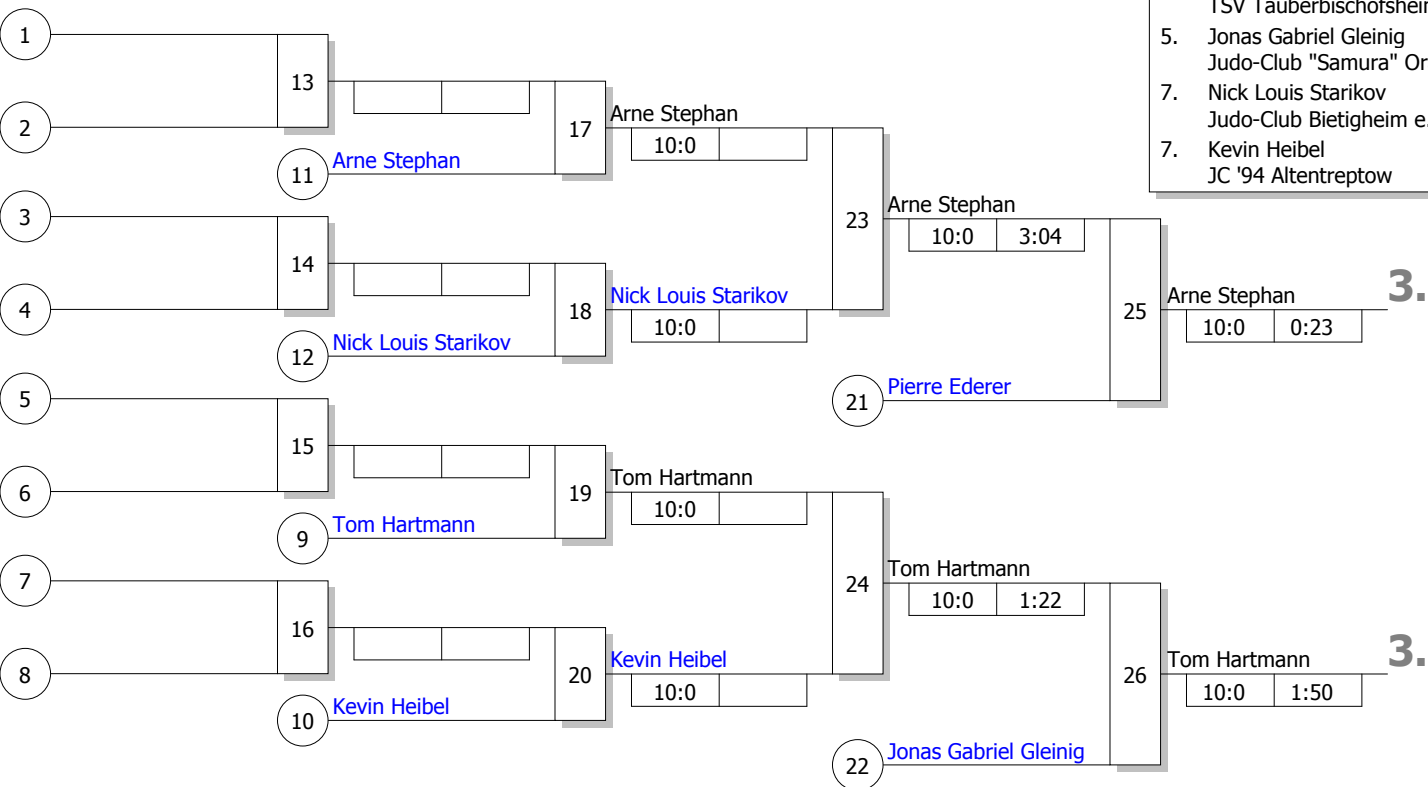 TSV Tauberbischofsheim
5. Jonas Gabriel Gleinig
Judo-Club "Samura" Or
7. Nick Louis Starikov
Judo-Club Bietigheim e.
7. Kevin Heibel
JC '94 Altentreptow
1
13
2
17
Arne Stephan
10:0
11
Arne Stephan
3
23
Arne Stephan
10:0 3:04
14
4
18
Nick Louis Starikov
10:0
12
Nick Louis Starikov
25
Arne Stephan
10:0 0:23
3.
5
21
Pierre Ederer
15
6
19
Tom Hartmann
10:0
9
Tom Hartmann
7
24
Tom Hartmann
10:0 1:22
16
8
20
Kevin Heibel
10:0
10
Kevin Heibel
26
Tom Hartmann
10:0 1:50
3.
22
Jonas Gabriel Gleinig